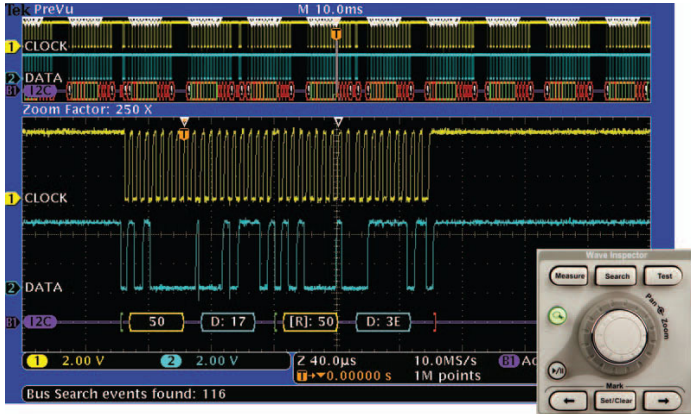 Tek PreVu M 10.0ms
1 CLOCK
2 DATA
B1 I2C
Zoom Factor: 250 X
T
1 CLOCK
2 DATA
B1 I2C [ 50 D: 17 [ [R]: 50 D: 3E ]
1 2.00 V 2 2.00 V Z 40.0µs 10.0MS/s B1
T→▼0.00000 s 1M points
Bus Search events found: 116
Wave Inspector
Measure Search Test
Pan Zoom
Mark
← Set/Clear →